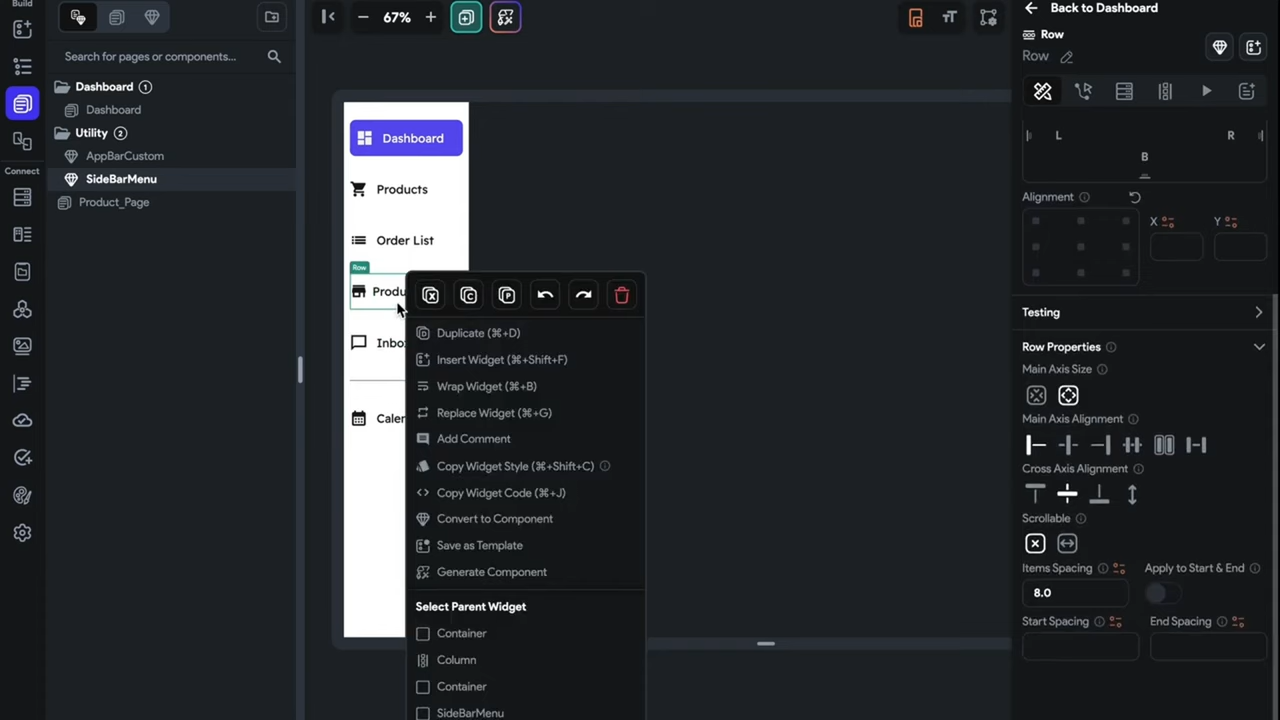 Build
Connect
Search for pages or components...
Dashboard 1
Dashboard
Utility 2
AppBarCustom
SideBarMenu
Product_Page
67%
Dashboard
Products
Order List
Row
Produ
Inbo
Calen
Duplicate (⌘+D)
Insert Widget (⌘+Shift+F)
Wrap Widget (⌘+B)
Replace Widget (⌘+G)
Add Comment
Copy Widget Style (⌘+Shift+C)
Copy Widget Code (⌘+J)
Convert to Component
Save as Template
Generate Component
Select Parent Widget
Container
Column
Container
SideBarMenu
Back to Dashboard
Row
Row
L R
B
Alignment X Y
Testing
Row Properties
Main Axis Size
Main Axis Alignment
Cross Axis Alignment
Scrollable
Items Spacing Apply to Start & End
8.0
Start Spacing End Spacing